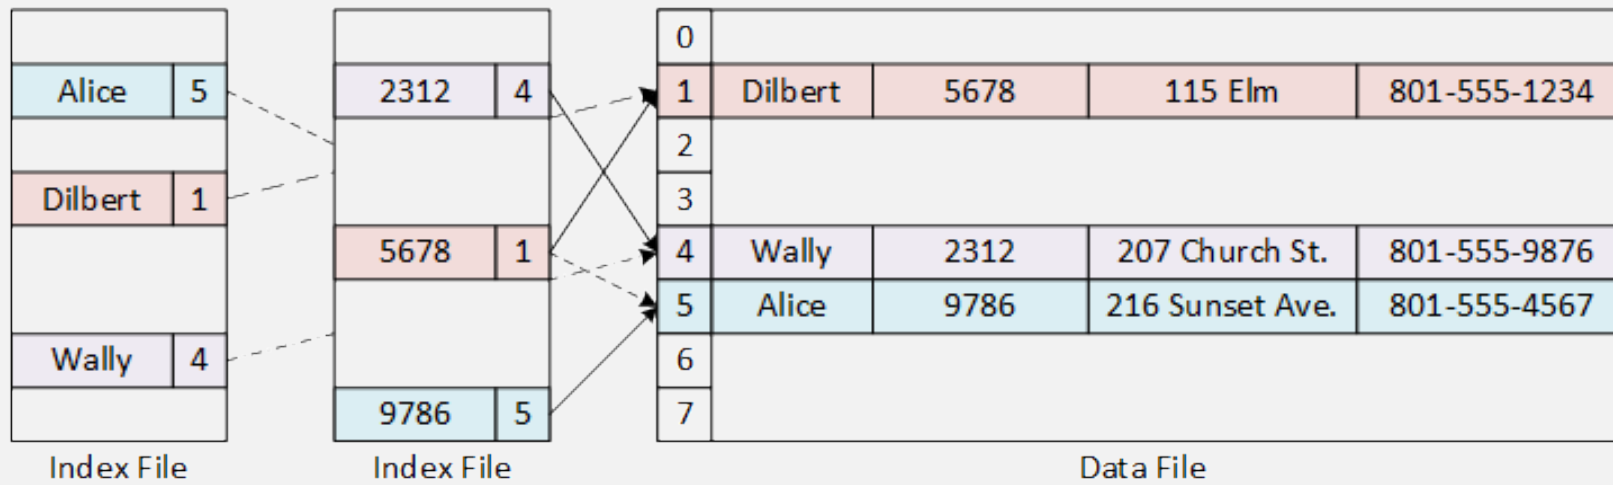 0
Alice 5 2312 4 1 Dilbert 5678 115 Elm 801-555-1234
2
Dilbert 1 3
5678 1 4 Wally 2312 207 Church St. 801-555-9876
5 Alice 9786 216 Sunset Ave. 801-555-4567
Wally 4 6
9786 5 7
Index File Index File Data File